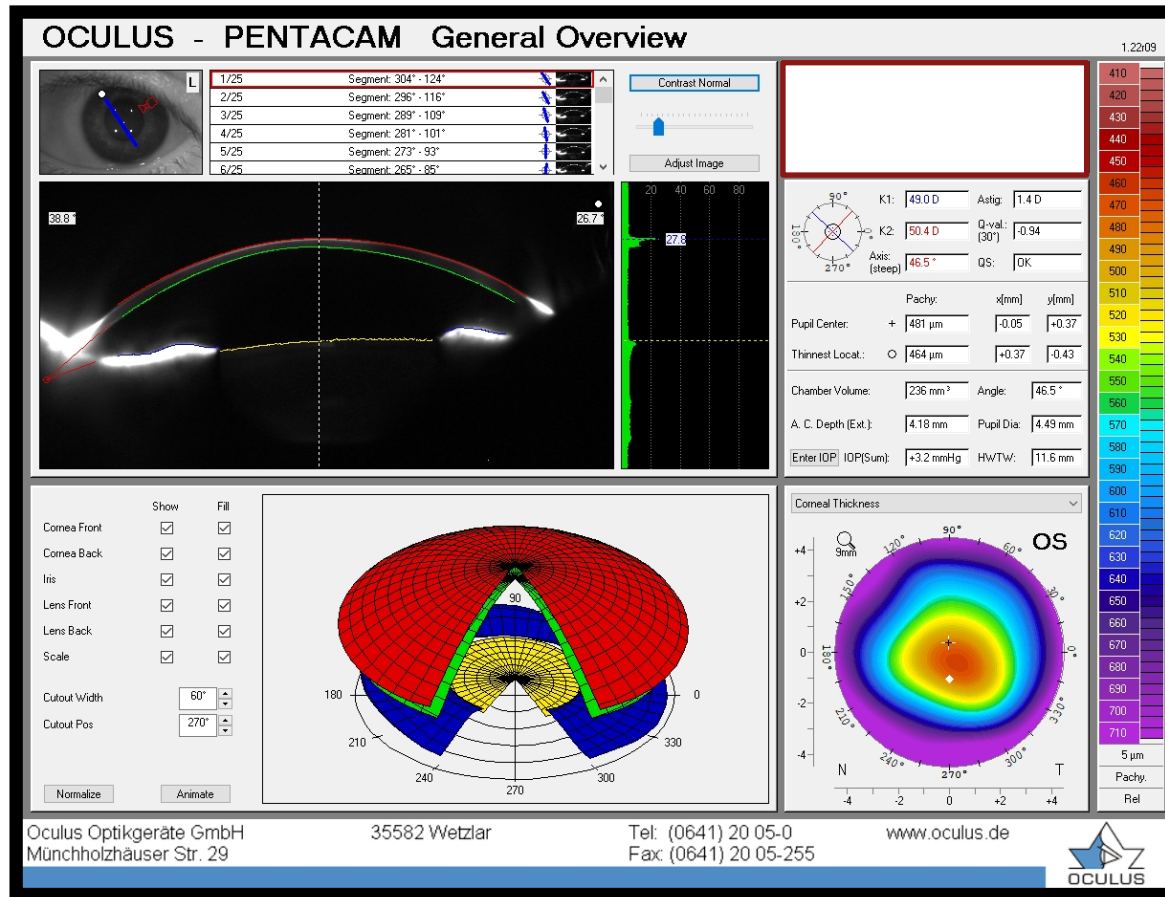 OCULUS - PENTACAM General Overview
1.22r09
L
1/25 Segment: 304° - 124°
2/25 Segment: 296° - 116°
3/25 Segment: 289° - 109°
4/25 Segment: 281° - 101°
5/25 Segment: 273° - 93°
6/25 Segment: 265° - 85°
Contrast Normal
Adjust Image
38.8 °
26.7 °
20 40 60 80
27.8
90°
180°
0°
270°
K1: 49.0 D Astig: 1.4 D
K2: 50.4 D Q-val.: (30°) -0.94
Axis: (steep) 46.5 ° QS: OK
Pachy: x[mm] y[mm]
Pupil Center: + 481 µm -0.05 +0.37
Thinnest Locat.: O 464 µm +0.37 -0.43
Chamber Volume: 236 mm³ Angle: 46.5 °
A. C. Depth (Ext.): 4.18 mm Pupil Dia: 4.49 mm
Enter IOP IOP(Sum): +3.2 mmHg HWTW: 11.6 mm
410
420
430
440
450
460
470
480
490
500
510
520
530
540
550
560
570
580
590
600
610
620
630
640
650
660
670
680
690
700
710
5 µm
Pachy.
Rel
Show Fill
Cornea Front
Cornea Back
Iris
Lens Front
Lens Back
Scale
Cutout Width 60°
Cutout Pos 270°
Normalize Animate
90
180 0
210 330
240 300
270
Corneal Thickness
9mm
OS
90°
120° 60°
150° 30°
180° 0°
210° 330°
240° 300°
270°
+4
+2
0
-2
-4
N T
-4 -2 0 +2 +4
Oculus Optikgeräte GmbH 35582 Wetzlar Tel: (0641) 20 05-0 www.oculus.de
Münchholzhäuser Str. 29 Fax: (0641) 20 05-255
OCULUS